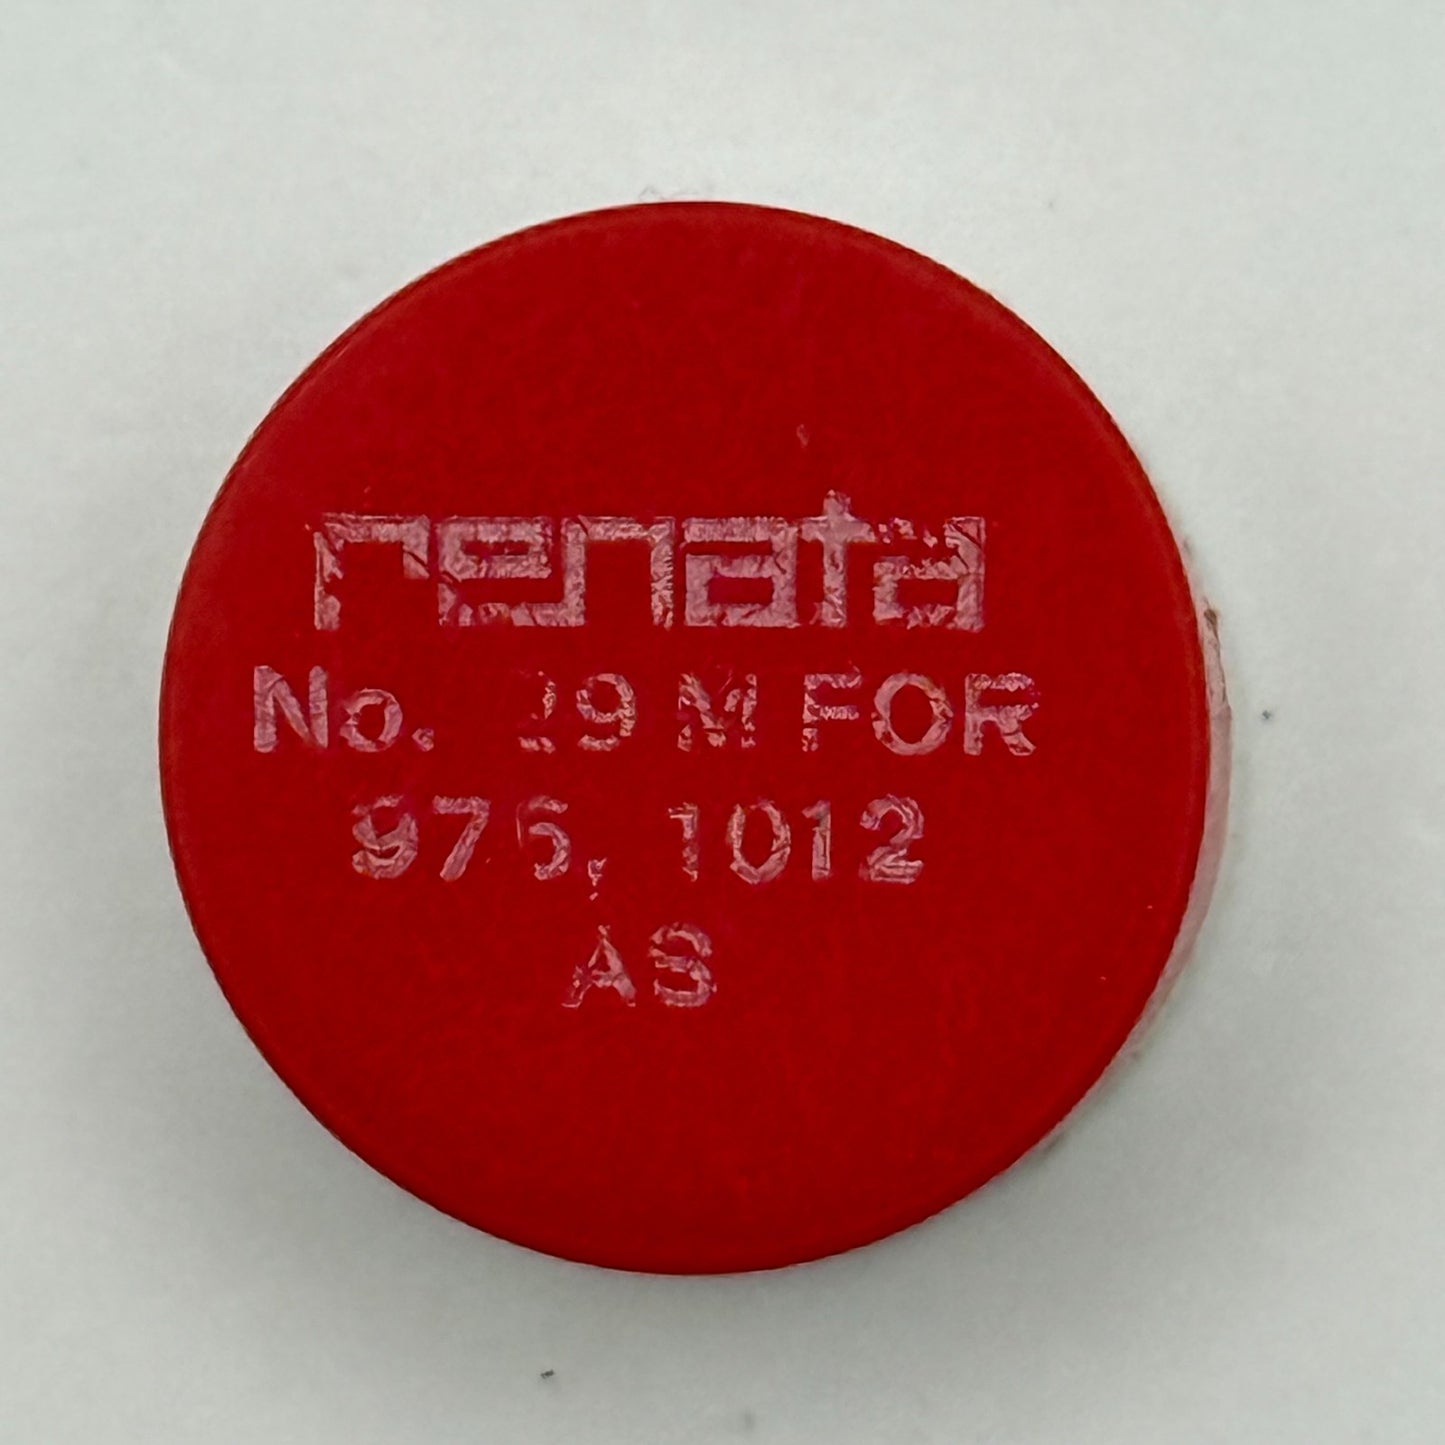 renata
No. 29 M FOR
976, 1012
AS